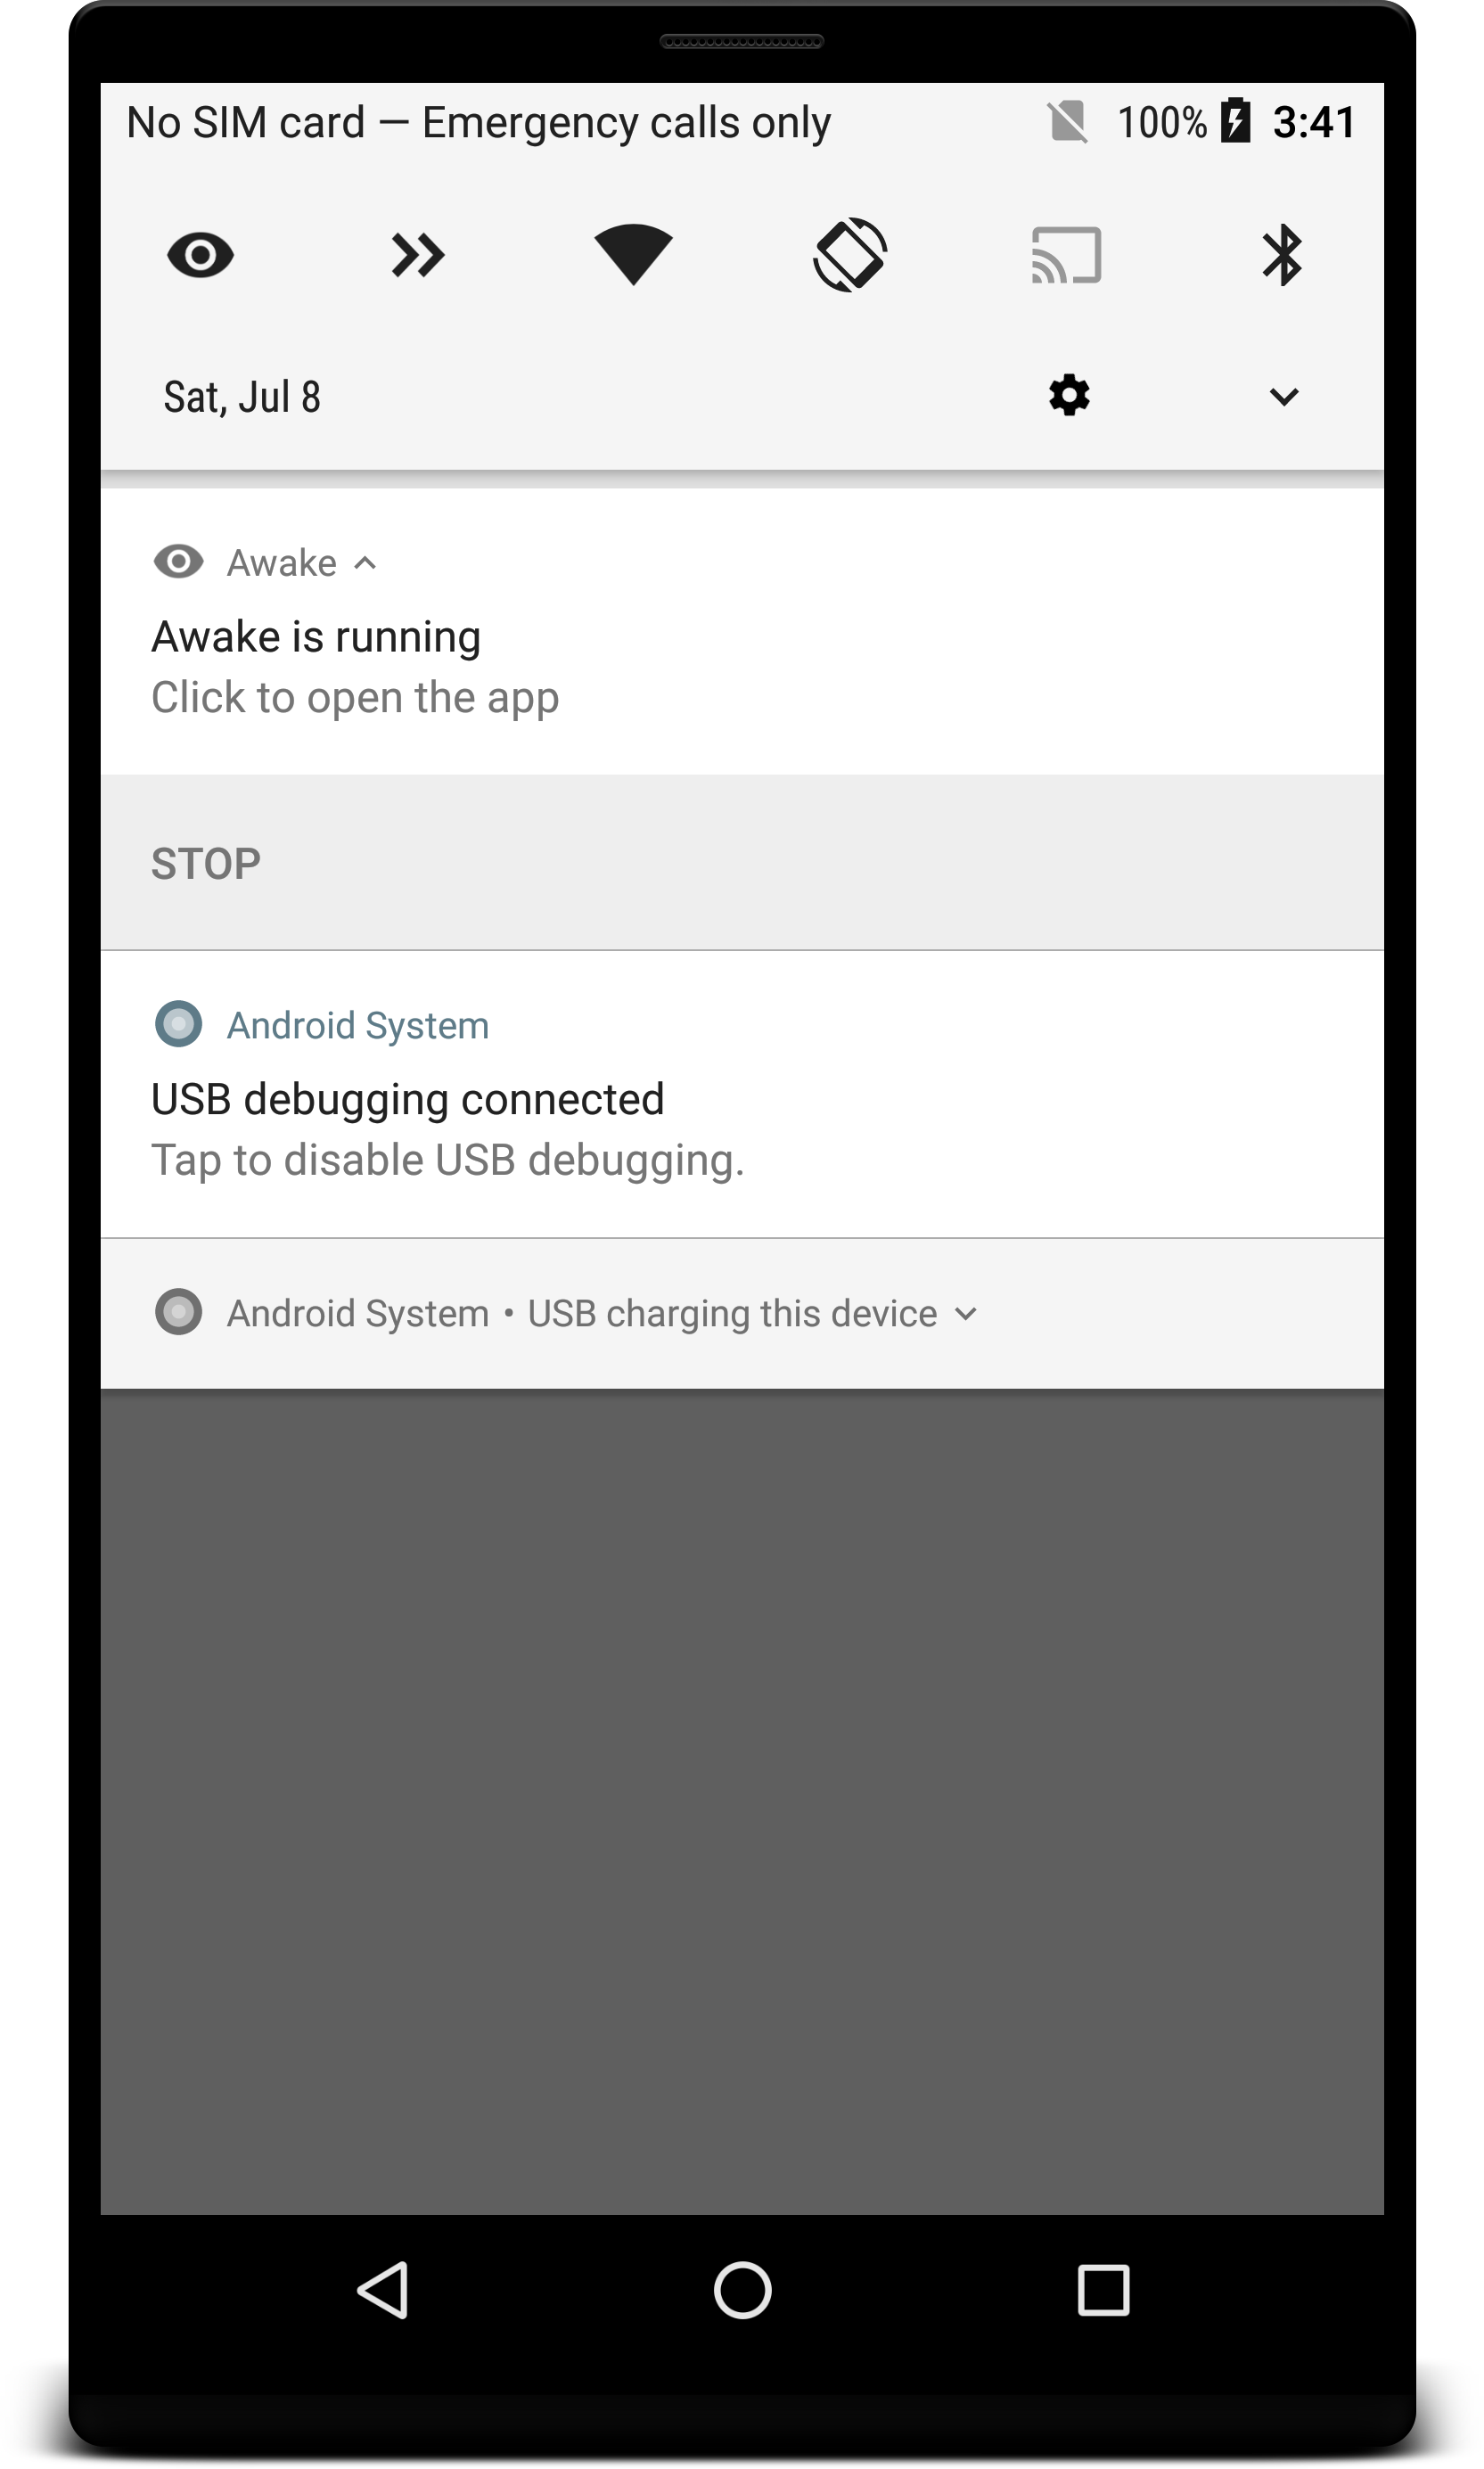 No SIM card — Emergency calls only 100% 3:41
Sat, Jul 8
Awake
Awake is running
Click to open the app
STOP
Android System
USB debugging connected
Tap to disable USB debugging.
Android System • USB charging this device